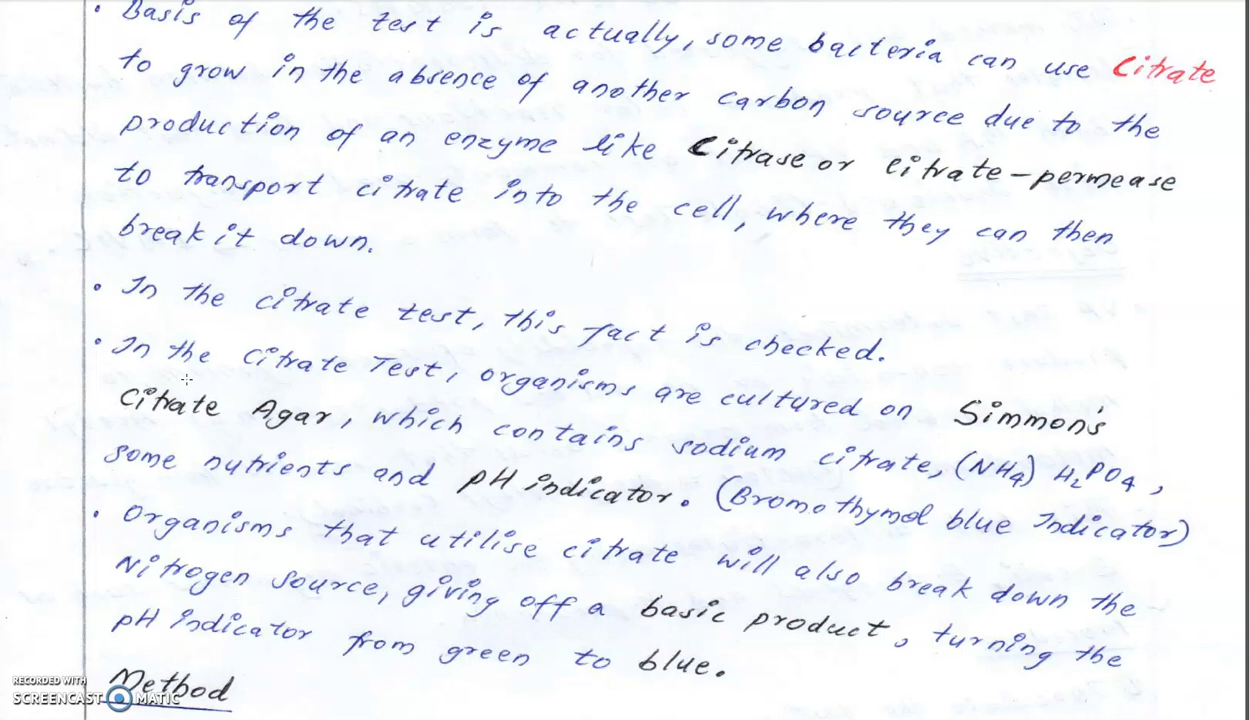 • Basis of the test is actually, some bacteria can use Citrate
to grow in the absence of another carbon source due to the
production of an enzyme like Citrase or citrate-permease
to transport citrate into the cell, where they can then
break it down.
• In the citrate test, this fact is checked.
• In the Citrate Test, organisms are cultured on Simmon's
Citrate Agar, which contains sodium citrate, (NH4) H2PO4,
some nutrients and pH indicator. (Bromothymol blue Indicator)
• Organisms that utilise citrate will also break down the
Nitrogen source, giving off a basic product, turning the
pH indicator from green to blue.
Method
RECORDED WITH
SCREENCAST MATIC